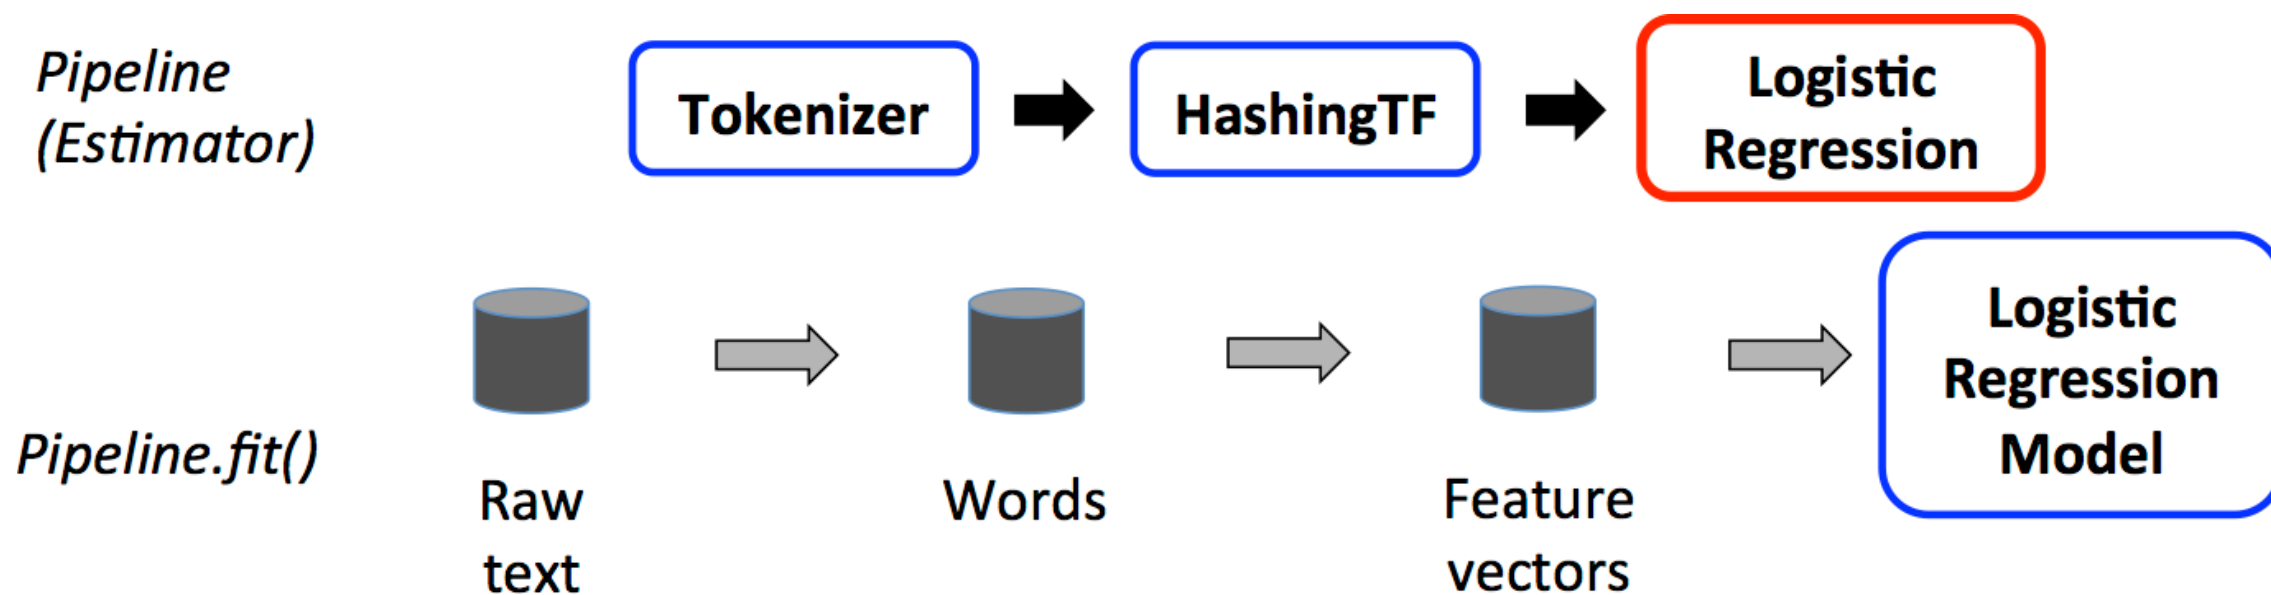 Pipeline
(Estimator)
Tokenizer
HashingTF
Logistic
Regression
Pipeline.fit()
Raw
text
Words
Feature
vectors
Logistic
Regression
Model